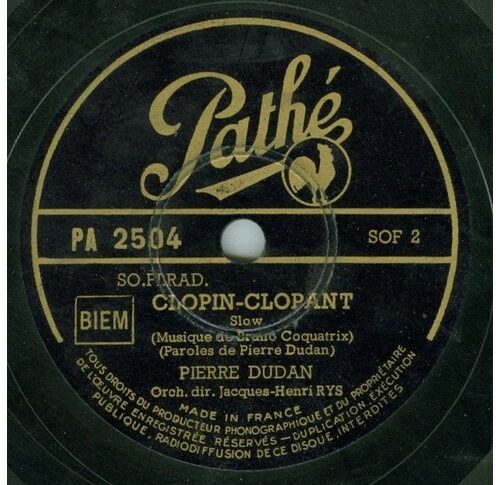 Pathé
PA 2504
SOF 2
SO.FI.RAD.
CLOPIN-CLOPANT
BIEM
Slow
(Musique de Bruno Coquatrix)
(Paroles de Pierre Dudan)
PIERRE DUDAN
Orch. dir. Jacques-Henri RYS
MADE IN FRANCE
TOUS DROITS DU PRODUCTEUR PHONOGRAPHIQUE ET DU PROPRIÉTAIRE
DE L'ŒUVRE ENREGISTRÉE RÉSERVÉS - DUPLICATION, EXÉCUTION
PUBLIQUE, RADIODIFFUSION DE CE DISQUE, INTERDITES